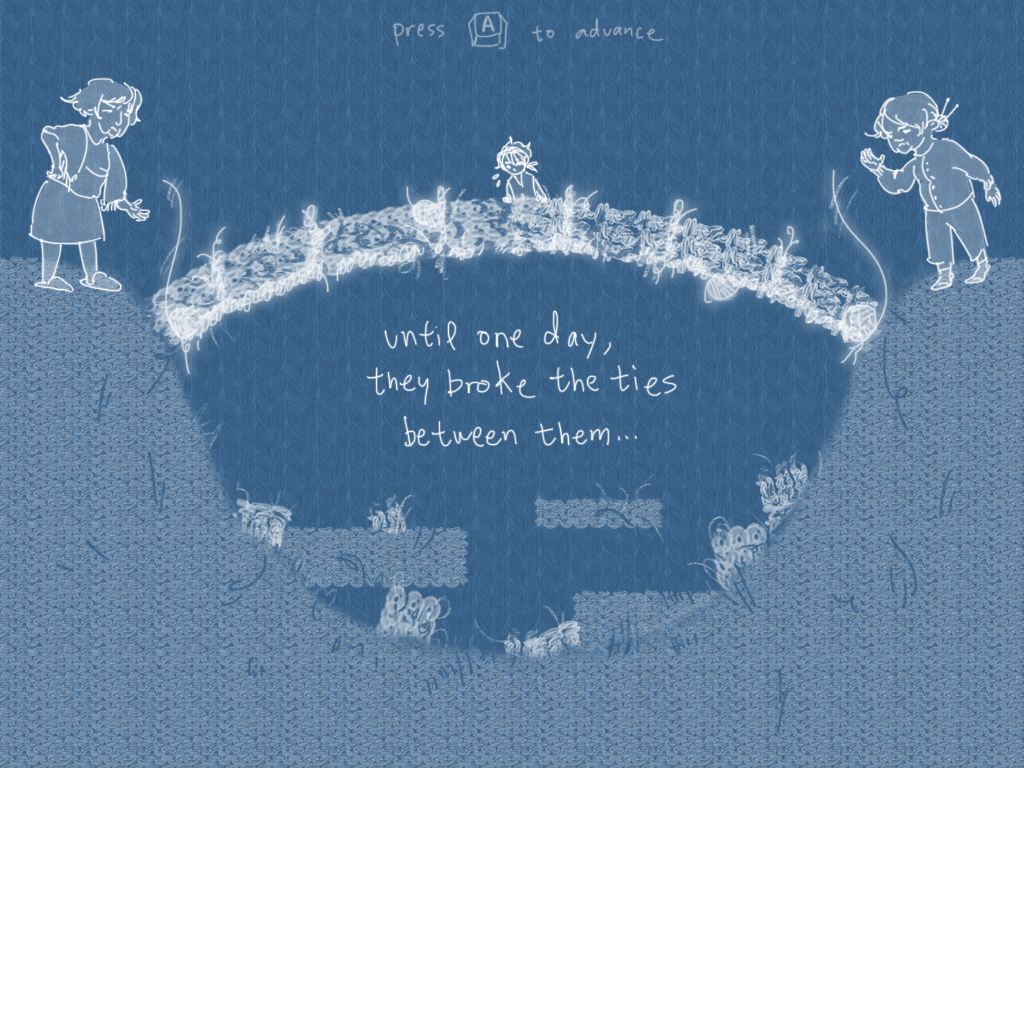 press A to advance
until one day,
they broke the ties
between them...